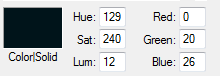 Hue: 129 Red: 0
Sat: 240 Green: 20
Color|Solid Lum: 12 Blue: 26